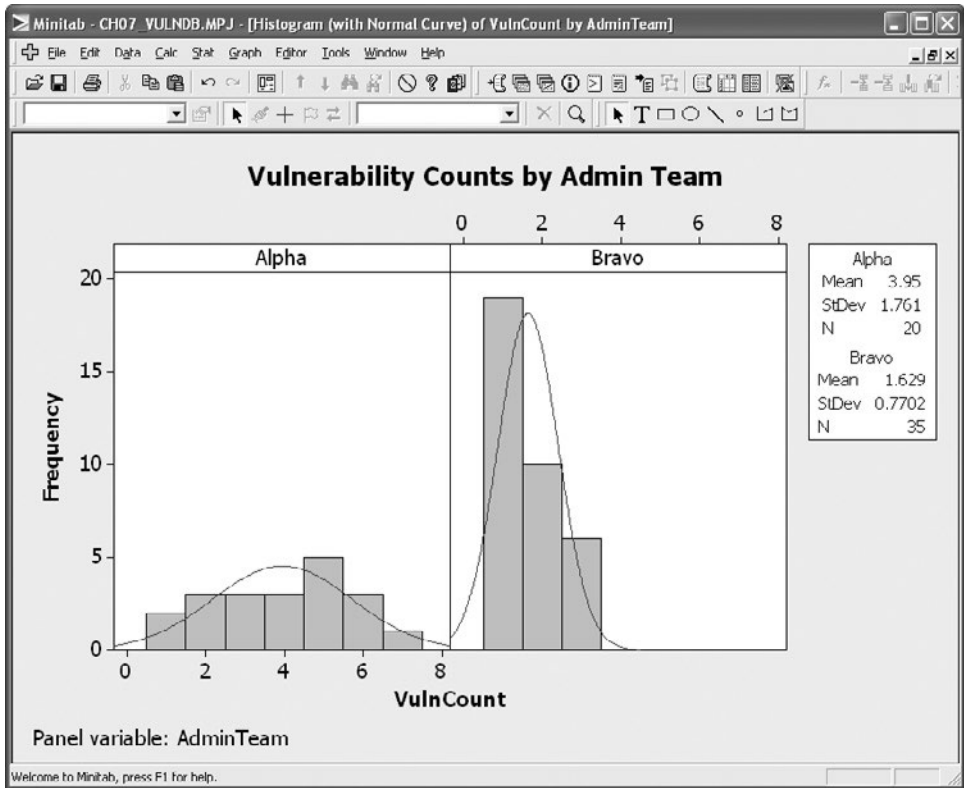 Minitab - CH07_VULNDB.MPJ - [Histogram (with Normal Curve) of VulnCount by AdminTeam]
File Edit Data Calc Stat Graph Editor Tools Window Help
Vulnerability Counts by Admin Team
0 2 4 6 8
Alpha Bravo
20
15
10
5
0
Frequency
0 2 4 6 8
VulnCount
Alpha
Mean 3.95
StDev 1.761
N 20
Bravo
Mean 1.629
StDev 0.7702
N 35
Panel variable: AdminTeam
Welcome to Minitab, press F1 for help.